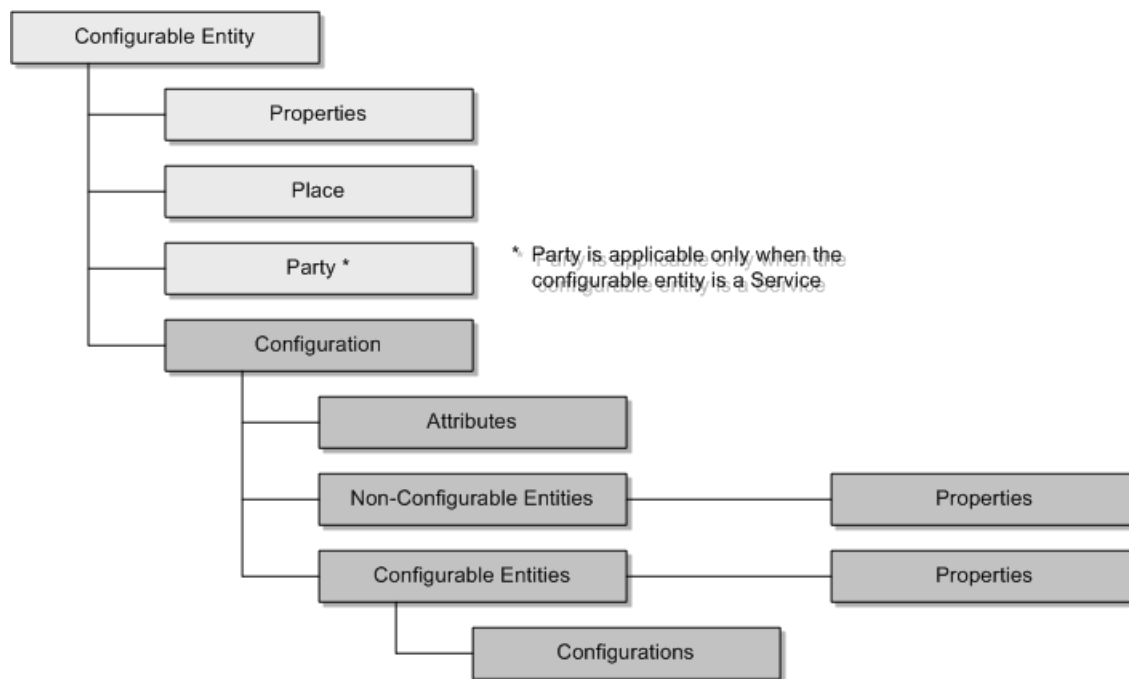 Configurable Entity
Properties
Place
Party *
* Party is applicable only when the
configurable entity is a Service
Configuration
Attributes
Non-Configurable Entities
Properties
Configurable Entities
Properties
Configurations